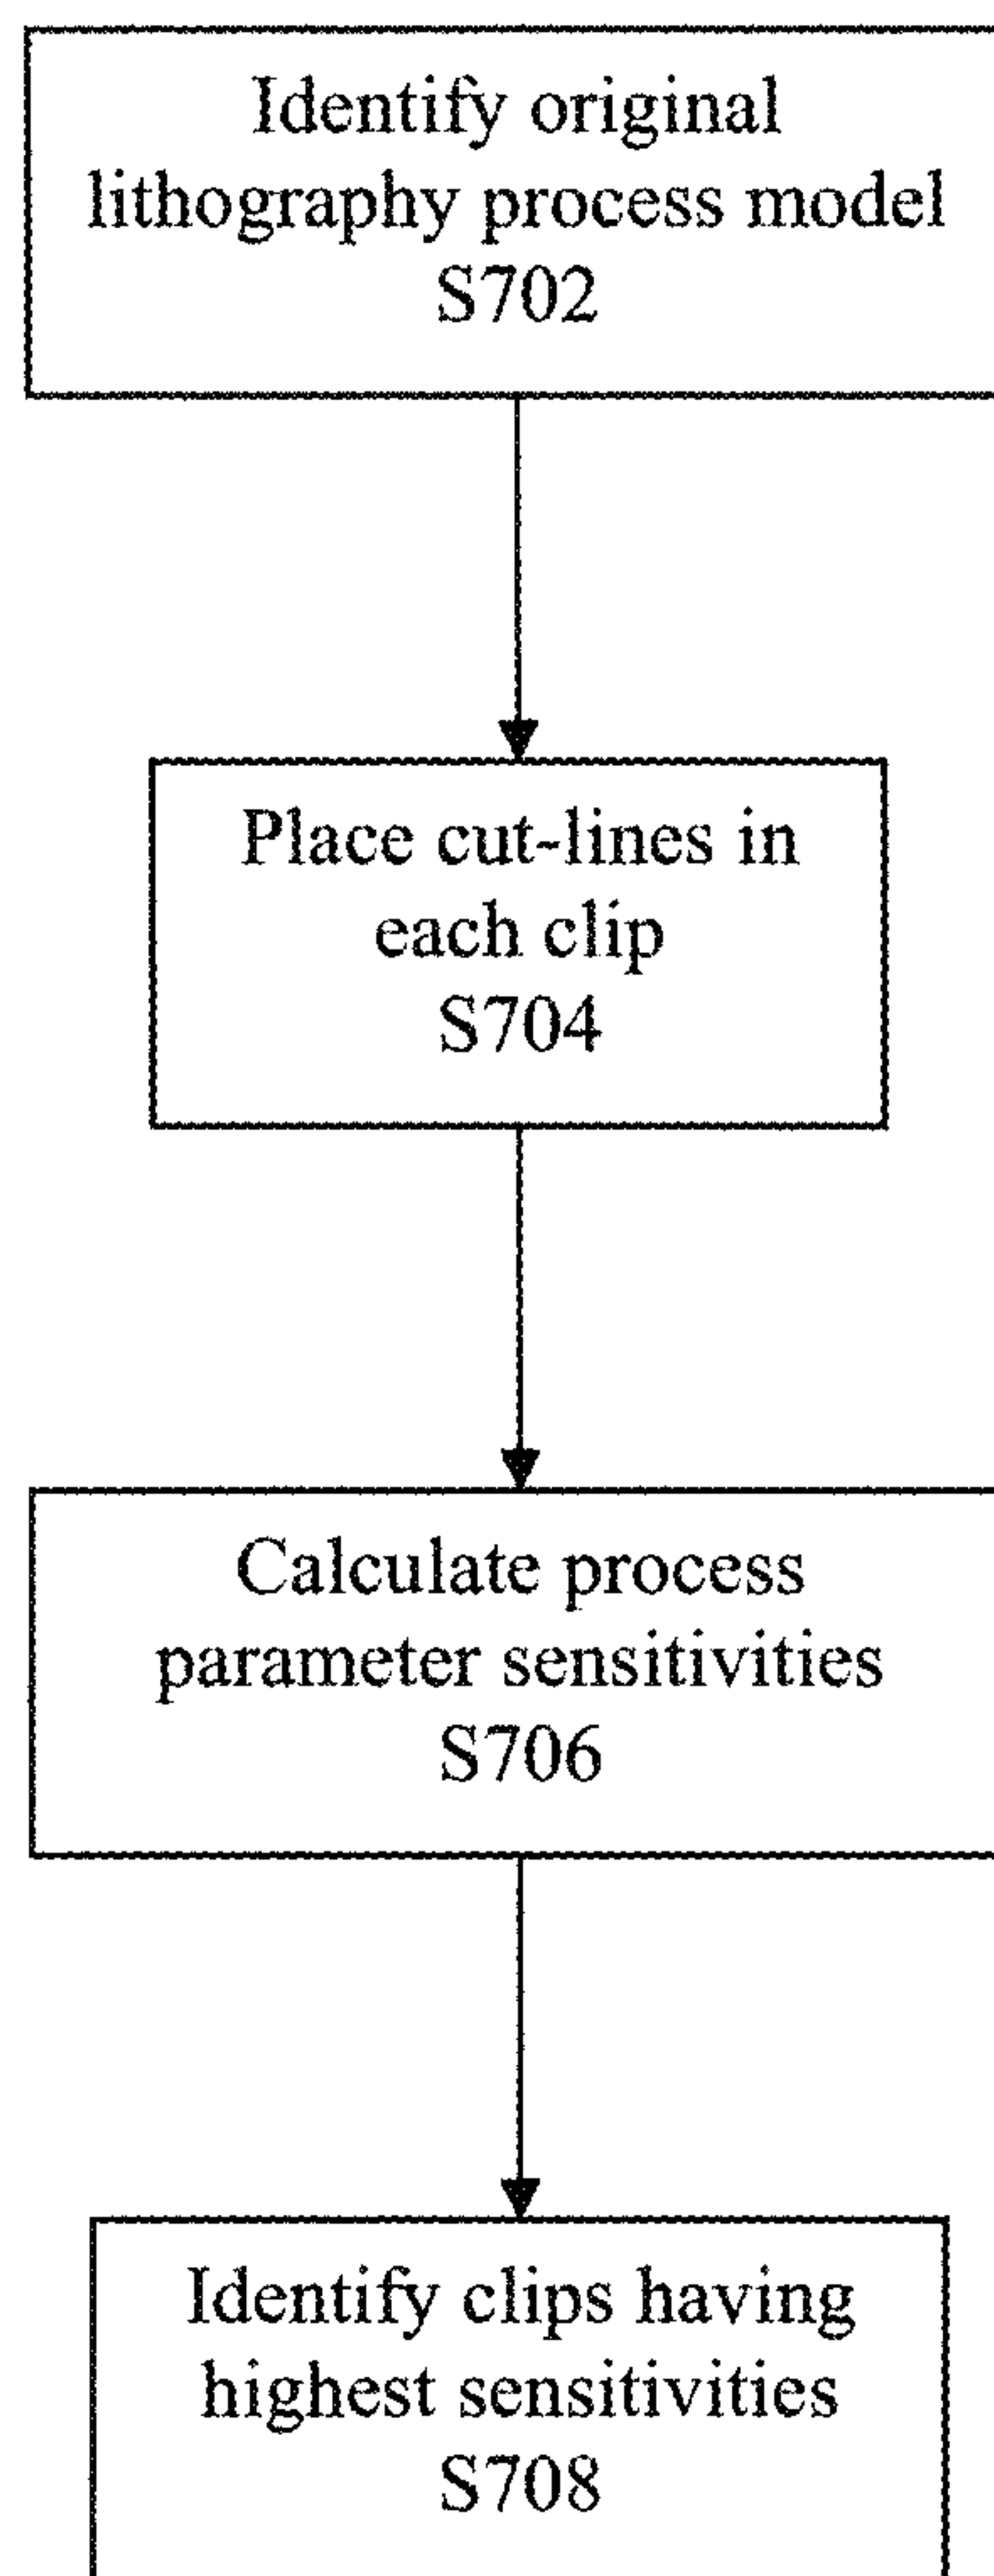 Identify original
lithography process model
S702
Place cut-lines in
each clip
S704
Calculate process
parameter sensitivities
S706
Identify clips having
highest sensitivities
S708